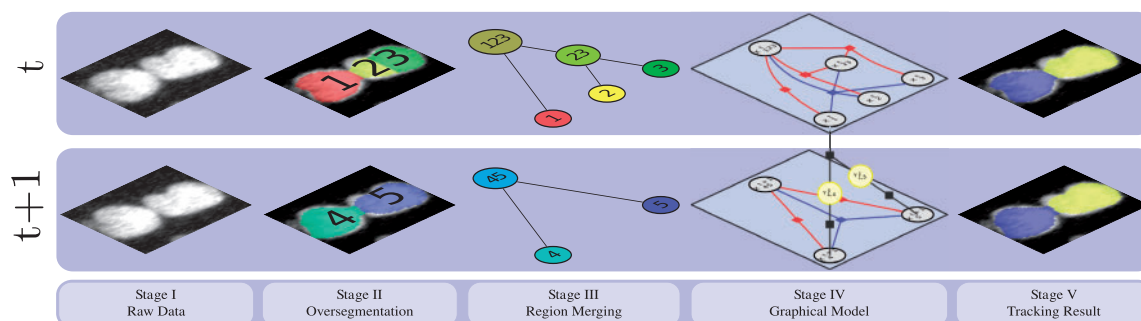 t
1
2
3
123
23
3
2
1
t+1
4
5
45
5
4
Stage I
Raw Data
Stage II
Oversegmentation
Stage III
Region Merging
Stage IV
Graphical Model
Stage V
Tracking Result